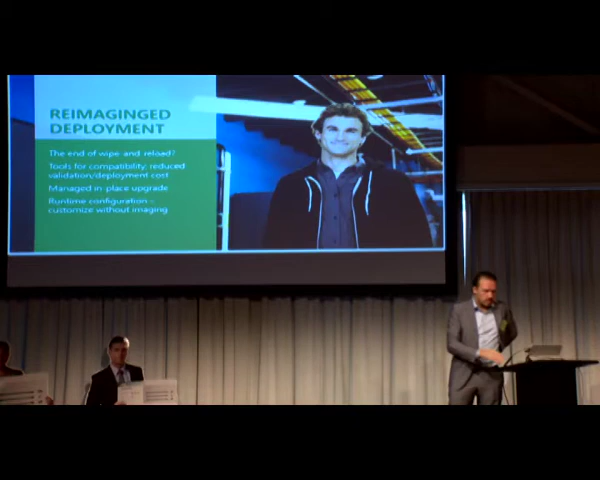 REIMAGINGED
DEPLOYMENT
The end of wipe-and-reload?
Tools for compatibility: reduced
validation/deployment cost
Managed in place upgrade
Runtime configuration –
customize without imaging